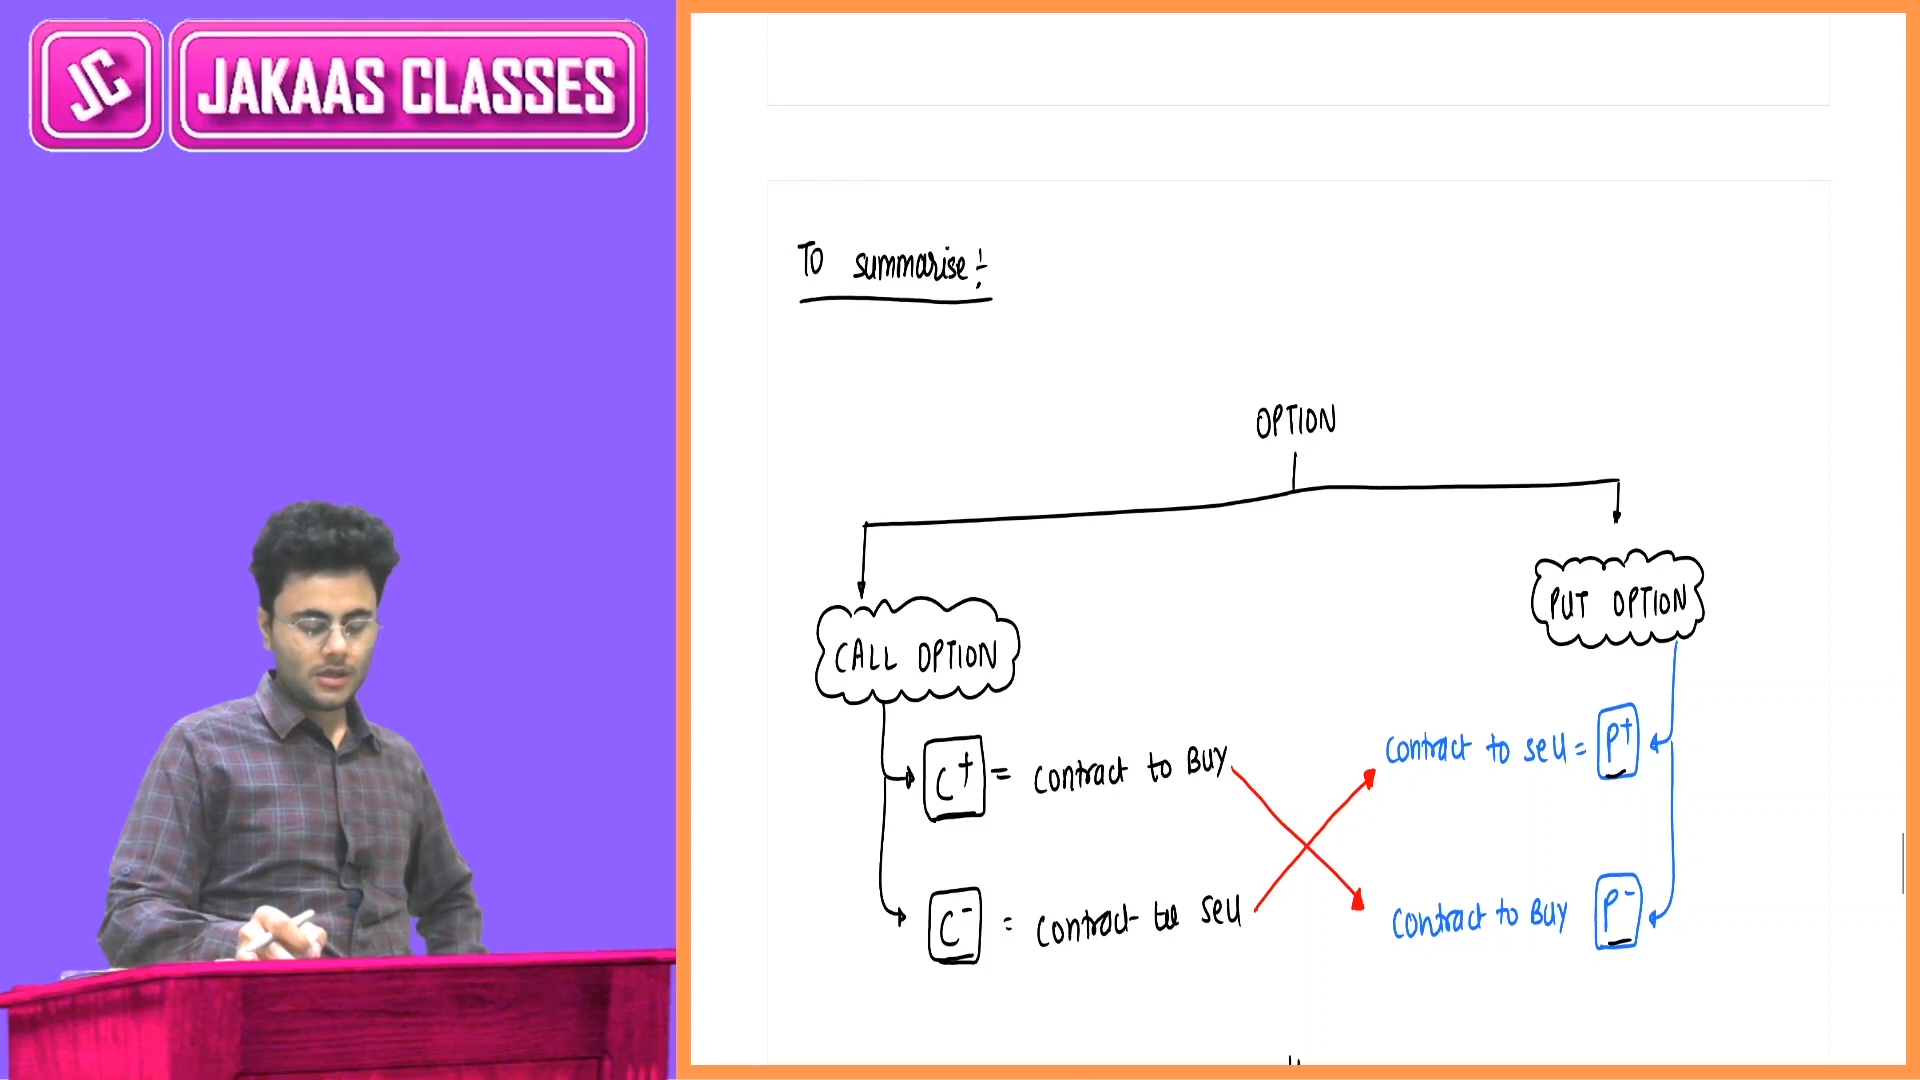 JC JAKAAS CLASSES
TO summarise:-
OPTION
PUT OPTION
CALL OPTION
C+ = contract to Buy
contract to sell = P+
C- = contract to sell
contract to Buy P-